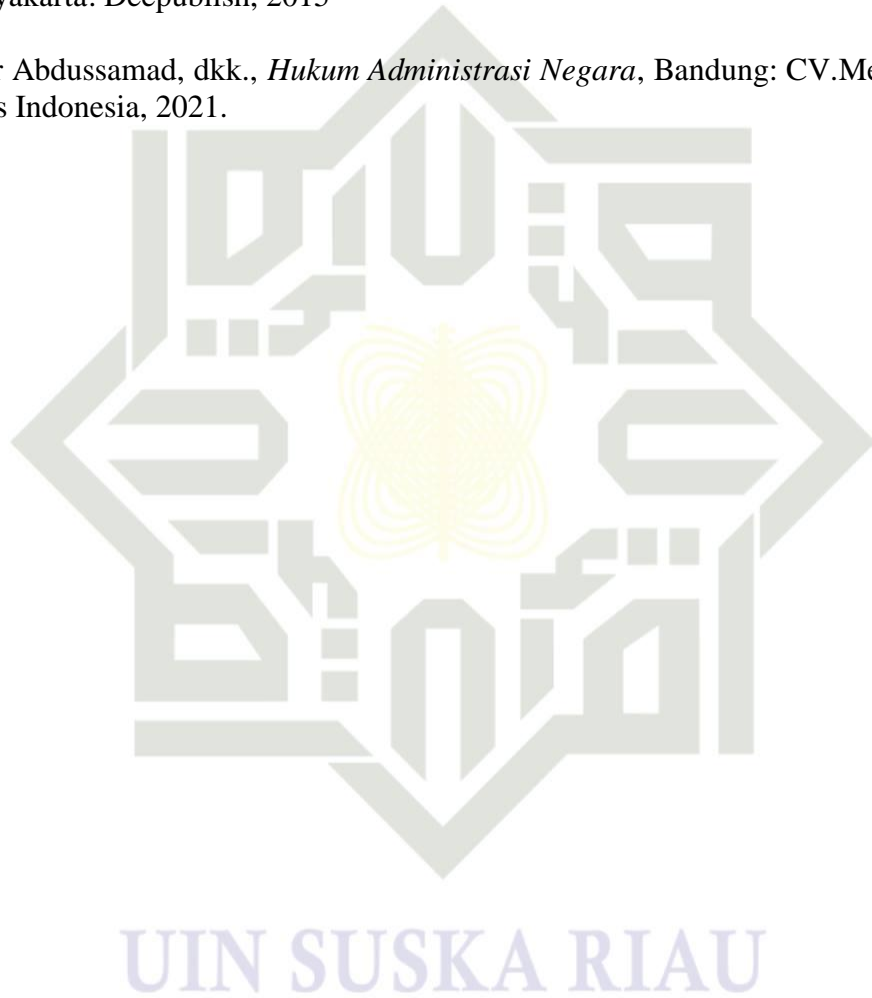 yakarta: Deepublish, 2015
r Abdussamad, dkk., Hukum Administrasi Negara, Bandung: CV.Me
s Indonesia, 2021.
UIN SUSKA RIAU